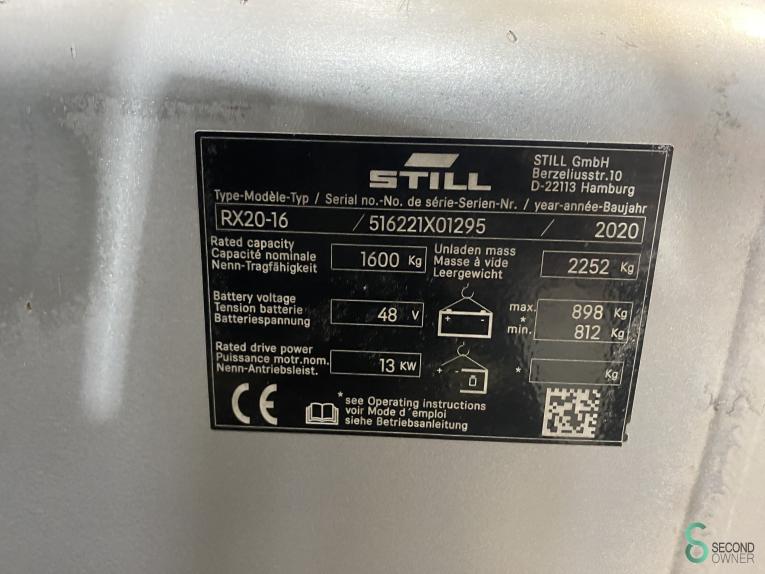 STILL
STILL GmbH
Berzeliusstr.10
D-22113 Hamburg
Type-Modèle-Typ / Serial no.-No. de série-Serien-Nr. / year-année-Baujahr
RX20-16 / 516221X01295 / 2020
Rated capacity
Capacité nominale
Nenn-Tragfähigkeit
1600 Kg
Unladen mass
Masse à vide
Leergewicht
2252 Kg
Battery voltage
Tension batterie
Batteriespannung
48 V
+ -
max.
*
min.
898 Kg
812 Kg
Rated drive power
Puissance motr.nom.
Nenn-Antriebsleist.
13 KW
+ -
* Kg
CE
* see Operating instructions
voir Mode d´emploi
siehe Betriebsanleitung
SECOND
OWNER